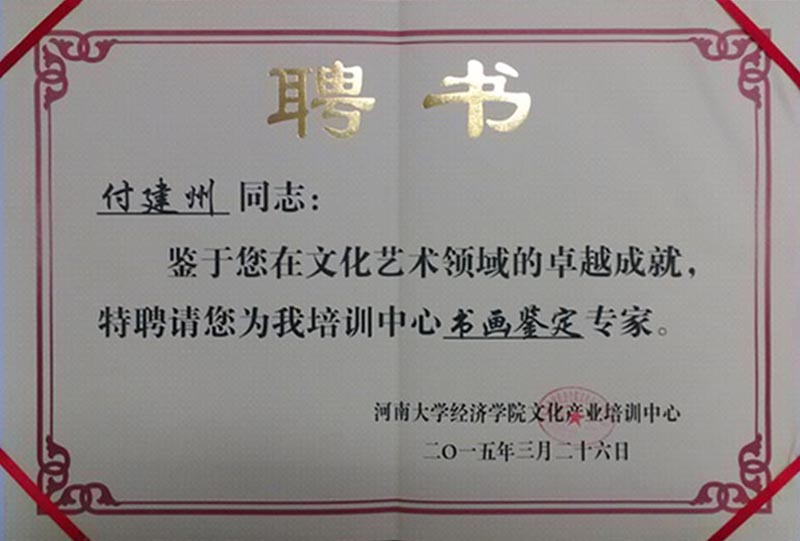 聘书
付建州 同志：
鉴于您在文化艺术领域的卓越成就，
特聘请您为我培训中心书画鉴定专家。
河南大学经济学院文化产业培训中心
二〇一五年三月二十六日